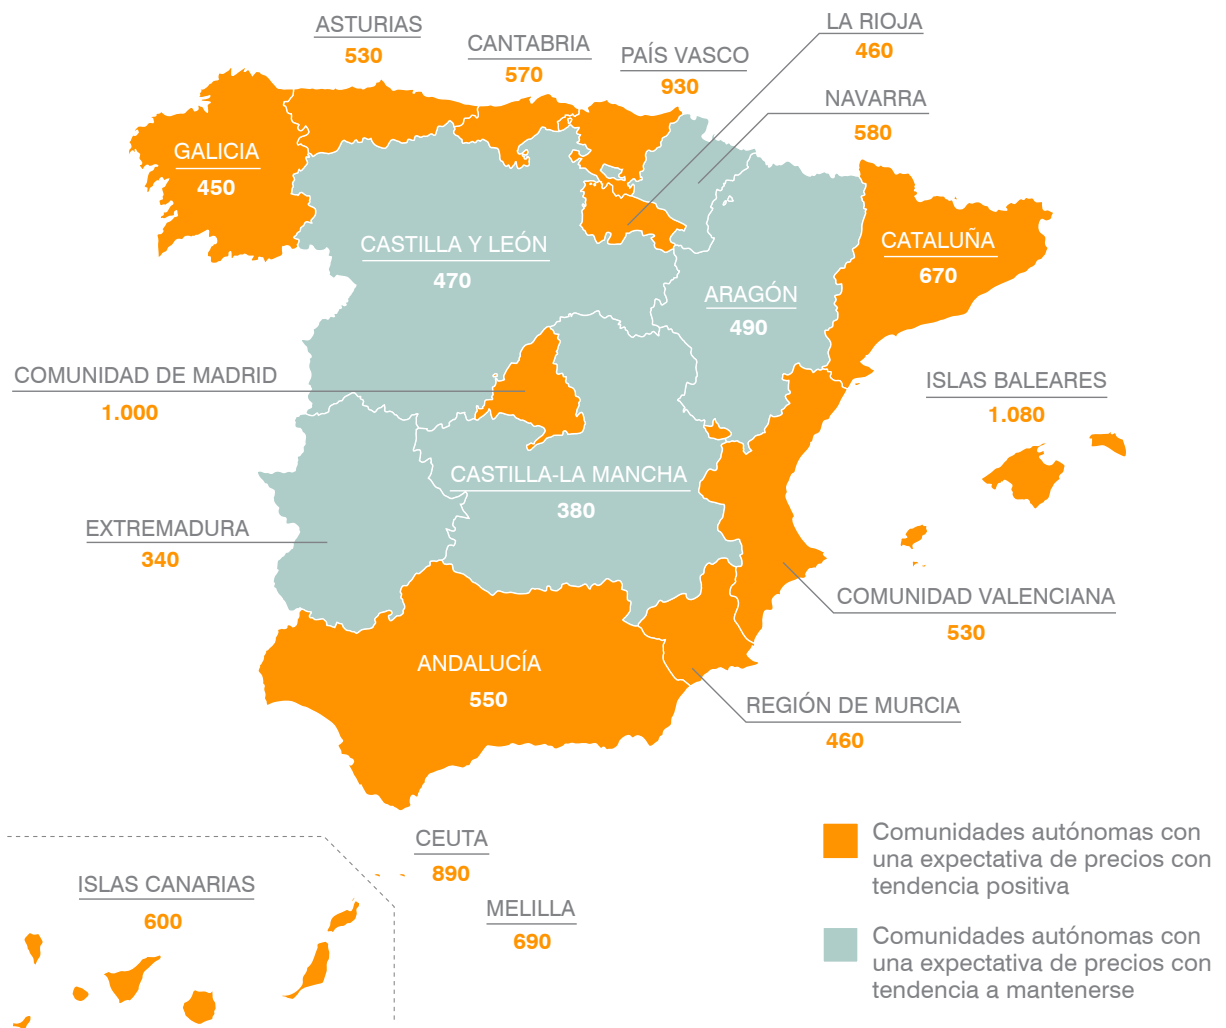 ASTURIAS
530
CANTABRIA
570
PAÍS VASCO
930
LA RIOJA
460
NAVARRA
580
GALICIA
450
CASTILLA Y LEÓN
470
CATALUÑA
670
ARAGÓN
490
COMUNIDAD DE MADRID
1.000
ISLAS BALEARES
1.080
CASTILLA-LA MANCHA
380
EXTREMADURA
340
COMUNIDAD VALENCIANA
530
ANDALUCÍA
550
REGIÓN DE MURCIA
460
CEUTA
890
ISLAS CANARIAS
600
MELILLA
690
Comunidades autónomas con
una expectativa de precios con
tendencia positiva
Comunidades autónomas con
una expectativa de precios con
tendencia a mantenerse